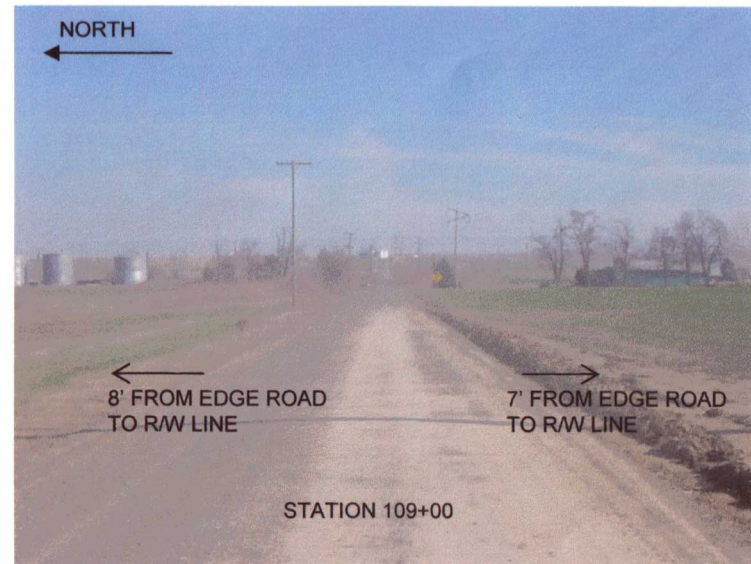 NORTH
8' FROM EDGE ROAD
TO R/W LINE
7' FROM EDGE ROAD
TO R/W LINE
STATION 109+00